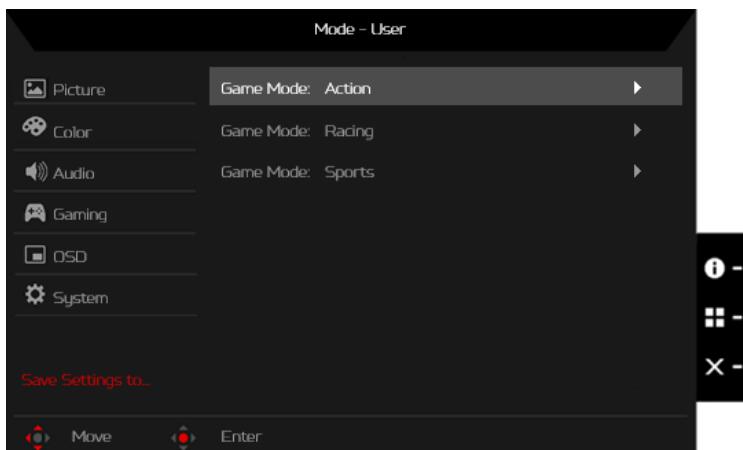 Mode - User
Picture
Color
Audio
Gaming
OSD
System
Save Settings to...
Game Mode: Action
Game Mode: Racing
Game Mode: Sports
Move Enter